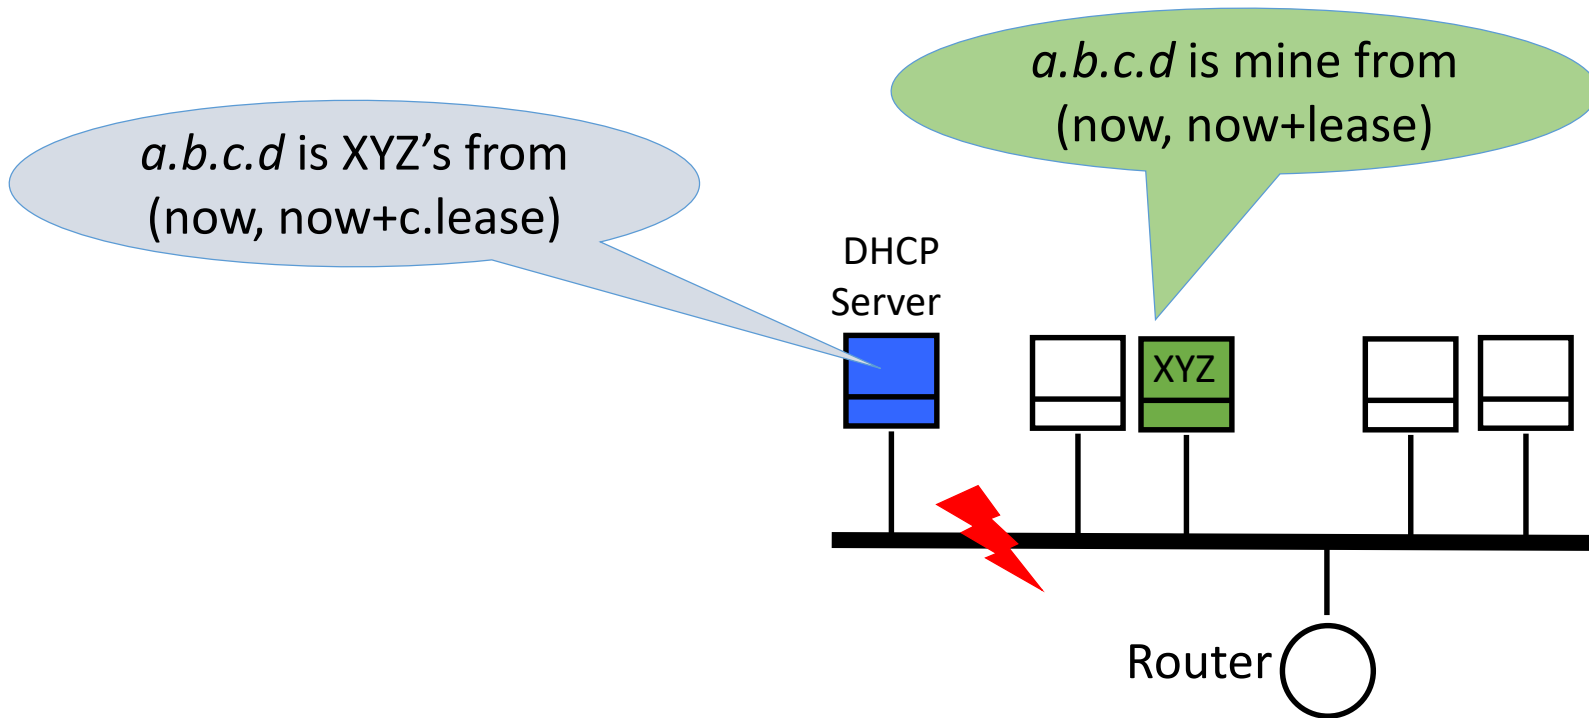 a.b.c.d is mine from
(now, now+lease)
a.b.c.d is XYZ’s from
(now, now+c.lease)
DHCP
Server
XYZ
Router